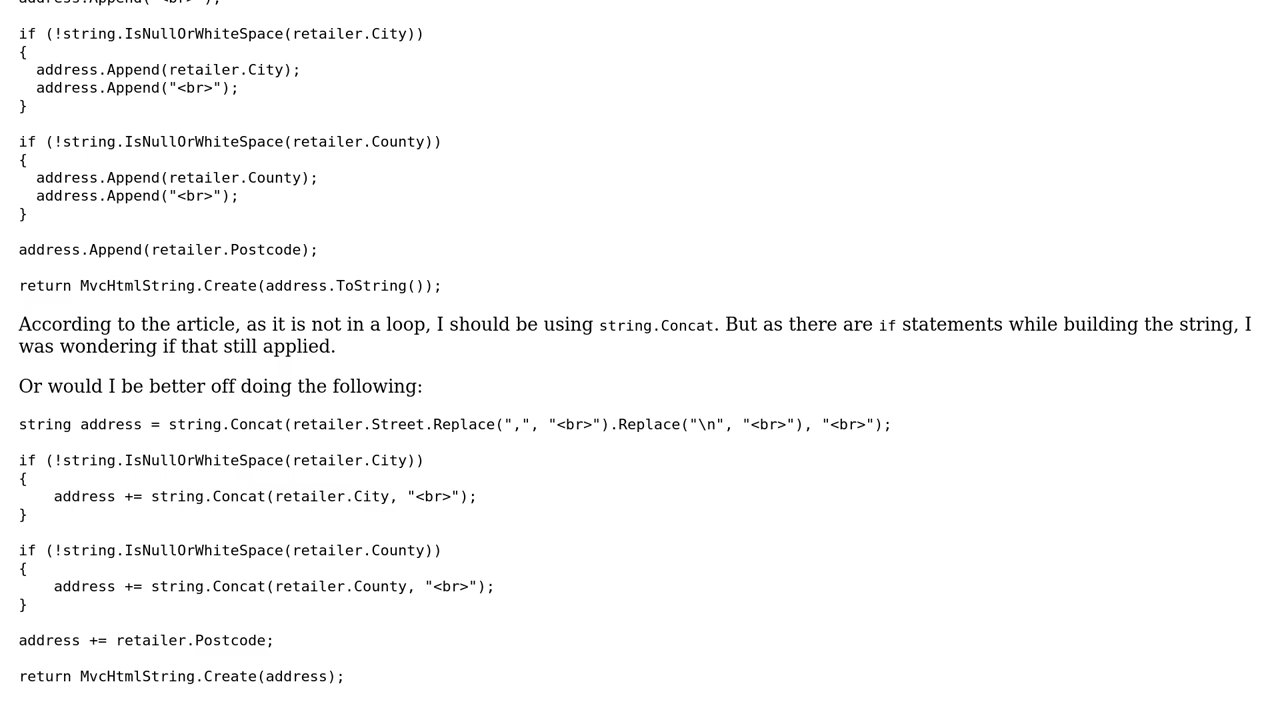 address.Append("<br>");
if (!string.IsNullOrWhiteSpace(retailer.City))
{
  address.Append(retailer.City);
  address.Append("<br>");
}
if (!string.IsNullOrWhiteSpace(retailer.County))
{
  address.Append(retailer.County);
  address.Append("<br>");
}
address.Append(retailer.Postcode);
return MvcHtmlString.Create(address.ToString());
According to the article, as it is not in a loop, I should be using string.Concat. But as there are if statements while building the string, I
was wondering if that still applied.
Or would I be better off doing the following:
string address = string.Concat(retailer.Street.Replace(",", "<br>").Replace("\n", "<br>"), "<br>");
if (!string.IsNullOrWhiteSpace(retailer.City))
{
    address += string.Concat(retailer.City, "<br>");
}
if (!string.IsNullOrWhiteSpace(retailer.County))
{
    address += string.Concat(retailer.County, "<br>");
}
address += retailer.Postcode;
return MvcHtmlString.Create(address);